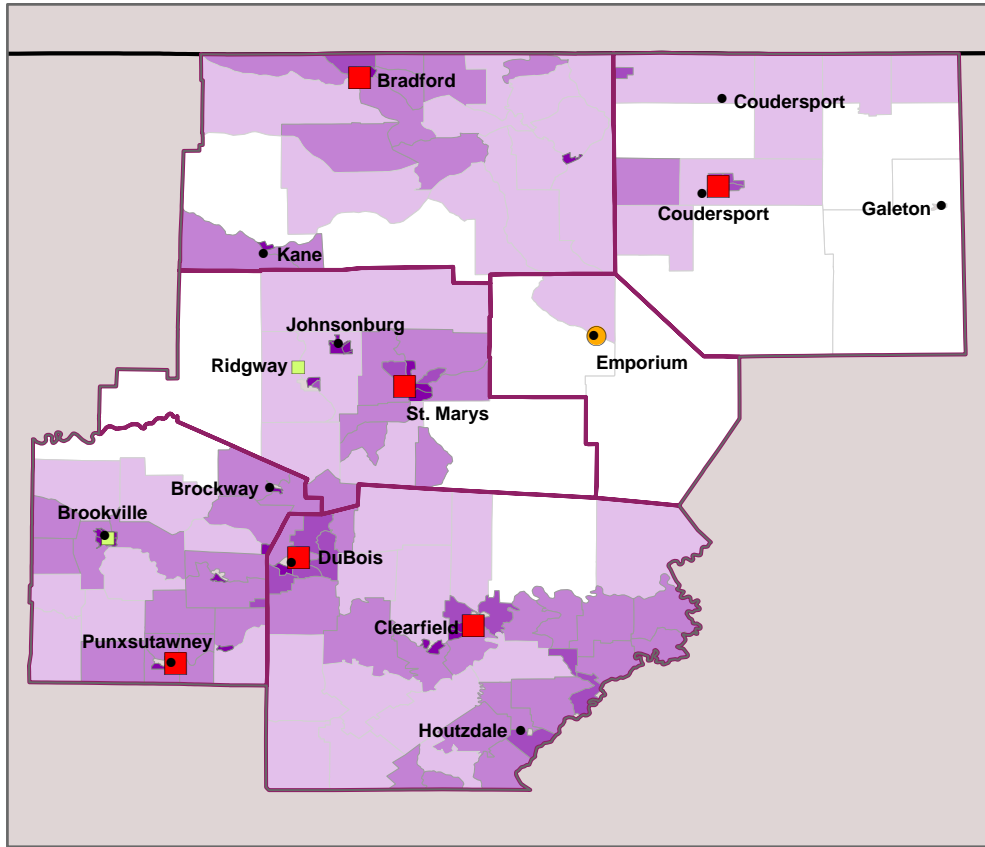 Bradford
Coudersport
Coudersport
Galeton
Kane
Johnsonburg
Ridgway
Emporium
St. Marys
Brockway
Brookville
DuBois
Clearfield
Punxsutawney
Houtzdale